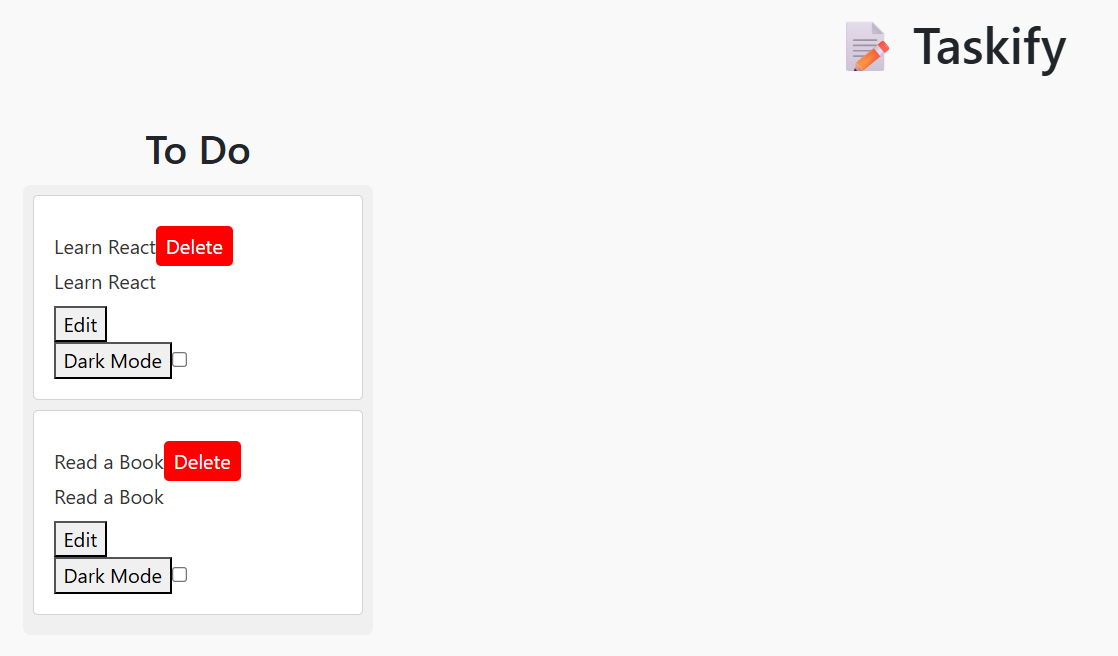 Taskify
To Do
Learn React Delete
Learn React
Edit
Dark Mode
Read a Book Delete
Read a Book
Edit
Dark Mode